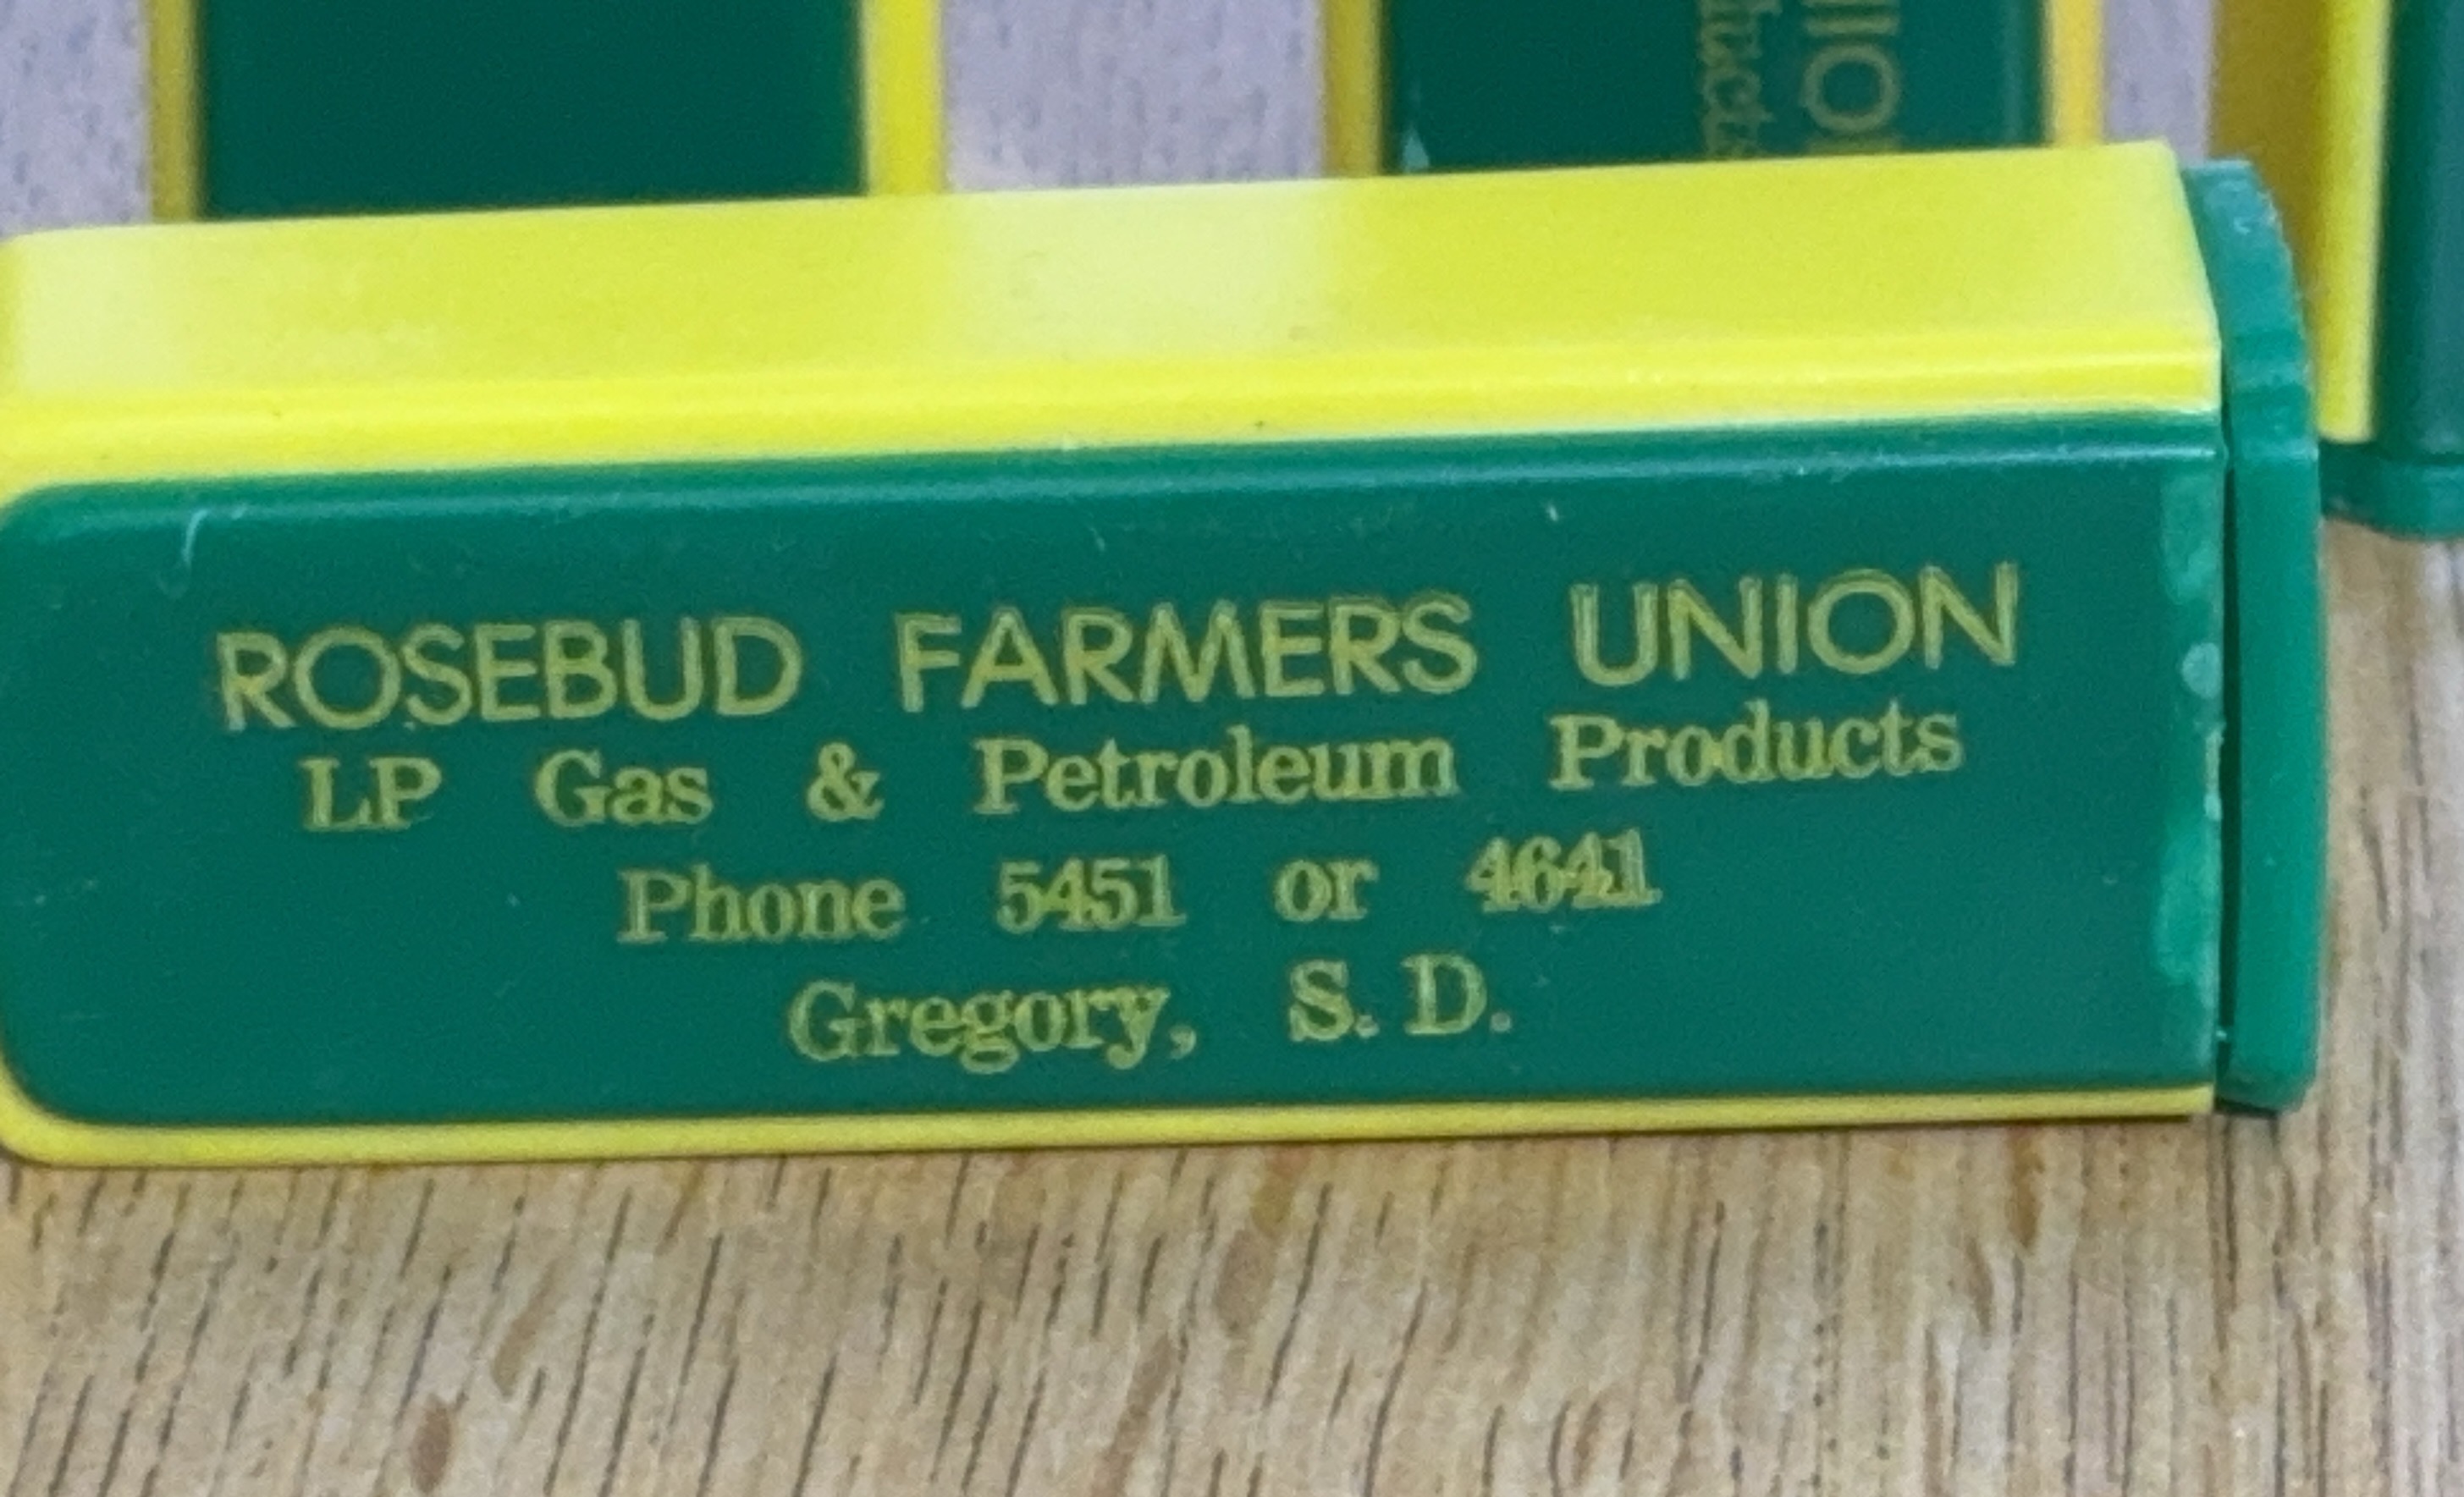 ROSEBUD FARMERS UNION
LP Gas & Petroleum Products
Phone 5451 or 4641
Gregory, S. D.